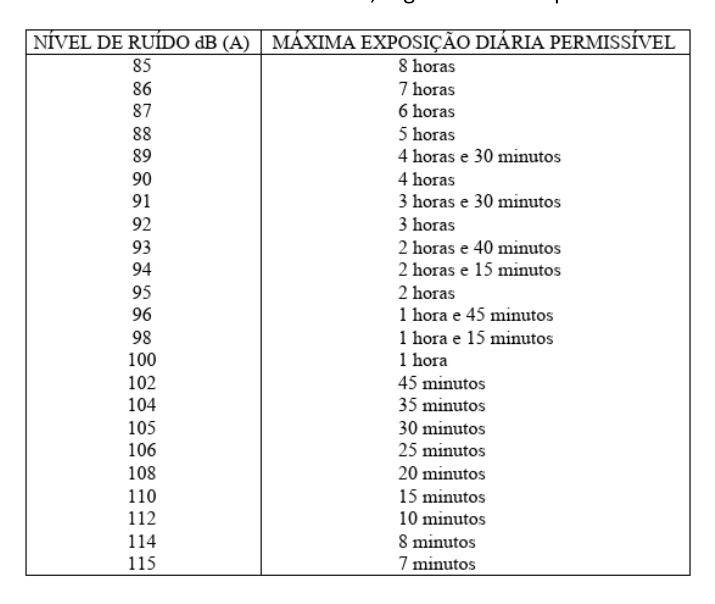 NÍVEL DE RUÍDO dB (A) MÁXIMA EXPOSIÇÃO DIÁRIA PERMISSÍVEL
85 8 horas
86 7 horas
87 6 horas
88 5 horas
89 4 horas e 30 minutos
90 4 horas
91 3 horas e 30 minutos
92 3 horas
93 2 horas e 40 minutos
94 2 horas e 15 minutos
95 2 horas
96 1 hora e 45 minutos
98 1 hora e 15 minutos
100 1 hora
102 45 minutos
104 35 minutos
105 30 minutos
106 25 minutos
108 20 minutos
110 15 minutos
112 10 minutos
114 8 minutos
115 7 minutos